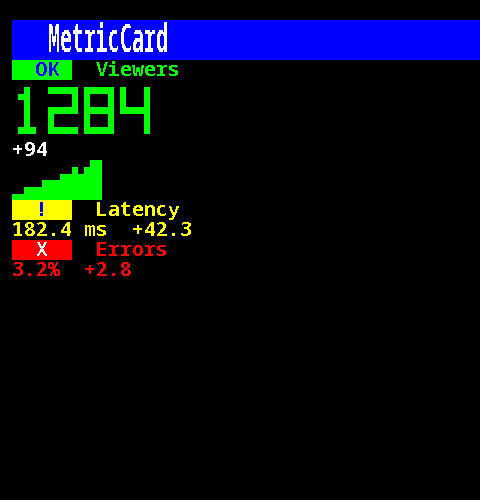 MetricCard
OK Viewers
1284
+94
! Latency
182.4 ms +42.3
X Errors
3.2% +2.8